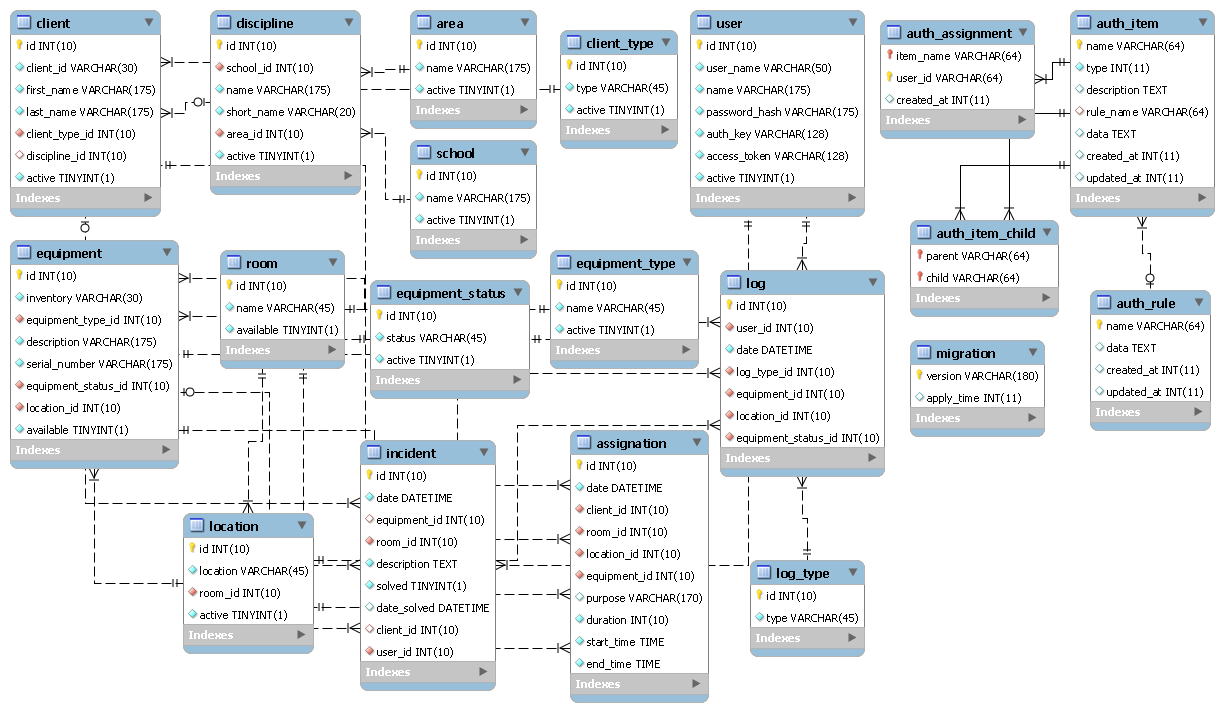 client
id INT(10)
client_id VARCHAR(30)
first_name VARCHAR(175)
last_name VARCHAR(175)
client_type_id INT(10)
discipline_id INT(10)
active TINYINT(1)
Indexes
discipline
id INT(10)
school_id INT(10)
name VARCHAR(175)
short_name VARCHAR(20)
area_id INT(10)
active TINYINT(1)
Indexes
area
id INT(10)
name VARCHAR(175)
active TINYINT(1)
Indexes
school
id INT(10)
name VARCHAR(175)
active TINYINT(1)
Indexes
client_type
id INT(10)
type VARCHAR(45)
active TINYINT(1)
Indexes
user
id INT(10)
user_name VARCHAR(50)
name VARCHAR(175)
password_hash VARCHAR(175)
auth_key VARCHAR(128)
access_token VARCHAR(128)
active TINYINT(1)
Indexes
auth_assignment
item_name VARCHAR(64)
user_id VARCHAR(64)
created_at INT(11)
Indexes
auth_item
name VARCHAR(64)
type INT(11)
description TEXT
rule_name VARCHAR(64)
data TEXT
created_at INT(11)
updated_at INT(11)
Indexes
equipment
id INT(10)
inventory VARCHAR(30)
equipment_type_id INT(10)
description VARCHAR(175)
serial_number VARCHAR(175)
equipment_status_id INT(10)
location_id INT(10)
available TINYINT(1)
Indexes
room
id INT(10)
name VARCHAR(45)
available TINYINT(1)
Indexes
equipment_status
id INT(10)
status VARCHAR(45)
active TINYINT(1)
Indexes
equipment_type
id INT(10)
name VARCHAR(45)
active TINYINT(1)
Indexes
log
id INT(10)
user_id INT(10)
date DATETIME
log_type_id INT(10)
equipment_id INT(10)
location_id INT(10)
equipment_status_id INT(10)
Indexes
auth_item_child
parent VARCHAR(64)
child VARCHAR(64)
Indexes
migration
version VARCHAR(180)
apply_time INT(11)
Indexes
auth_rule
name VARCHAR(64)
data TEXT
created_at INT(11)
updated_at INT(11)
Indexes
location
id INT(10)
location VARCHAR(45)
room_id INT(10)
active TINYINT(1)
Indexes
incident
id INT(10)
date DATETIME
equipment_id INT(10)
room_id INT(10)
description TEXT
solved TINYINT(1)
date_solved DATETIME
client_id INT(10)
user_id INT(10)
Indexes
assignation
id INT(10)
date DATETIME
client_id INT(10)
room_id INT(10)
location_id INT(10)
equipment_id INT(10)
purpose VARCHAR(170)
duration INT(10)
start_time TIME
end_time TIME
Indexes
log_type
id INT(10)
type VARCHAR(45)
Indexes